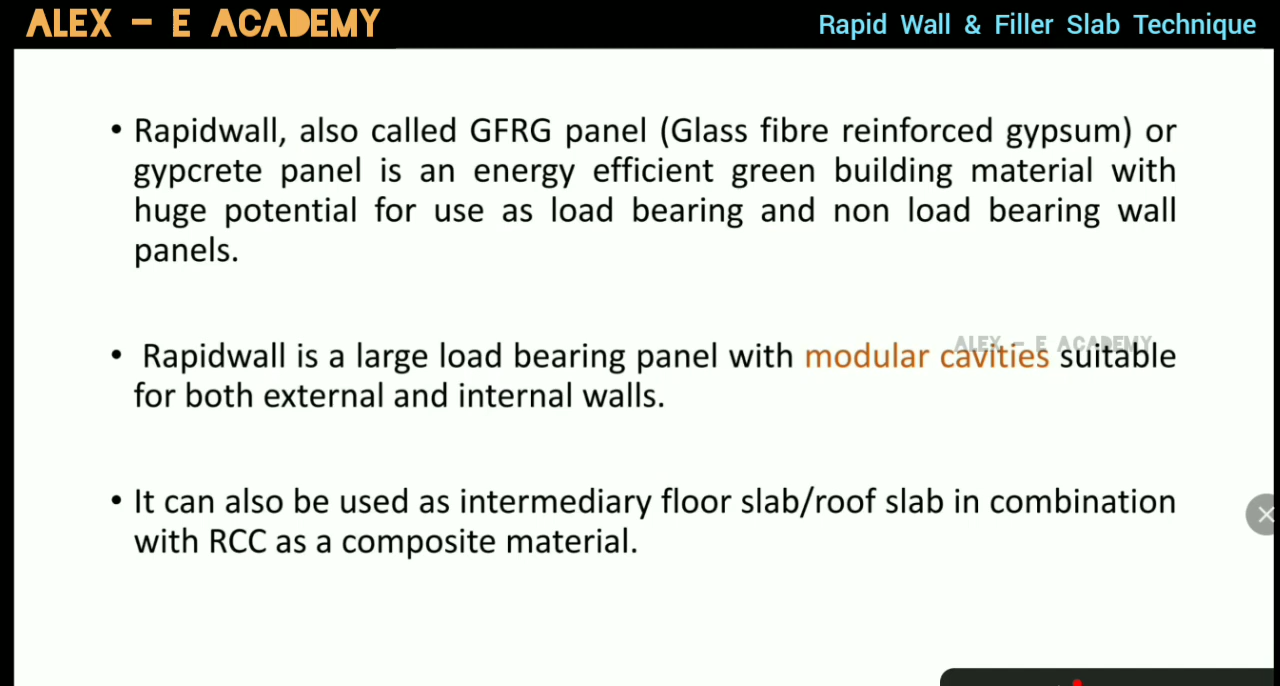 ALEX - E ACADEMY
Rapid Wall & Filler Slab Technique
• Rapidwall, also called GFRG panel (Glass fibre reinforced gypsum) or
gypcrete panel is an energy efficient green building material with
huge potential for use as load bearing and non load bearing wall
panels.
ALEX - E ACADEMY
• Rapidwall is a large load bearing panel with modular cavities suitable
for both external and internal walls.
• It can also be used as intermediary floor slab/roof slab in combination
with RCC as a composite material.